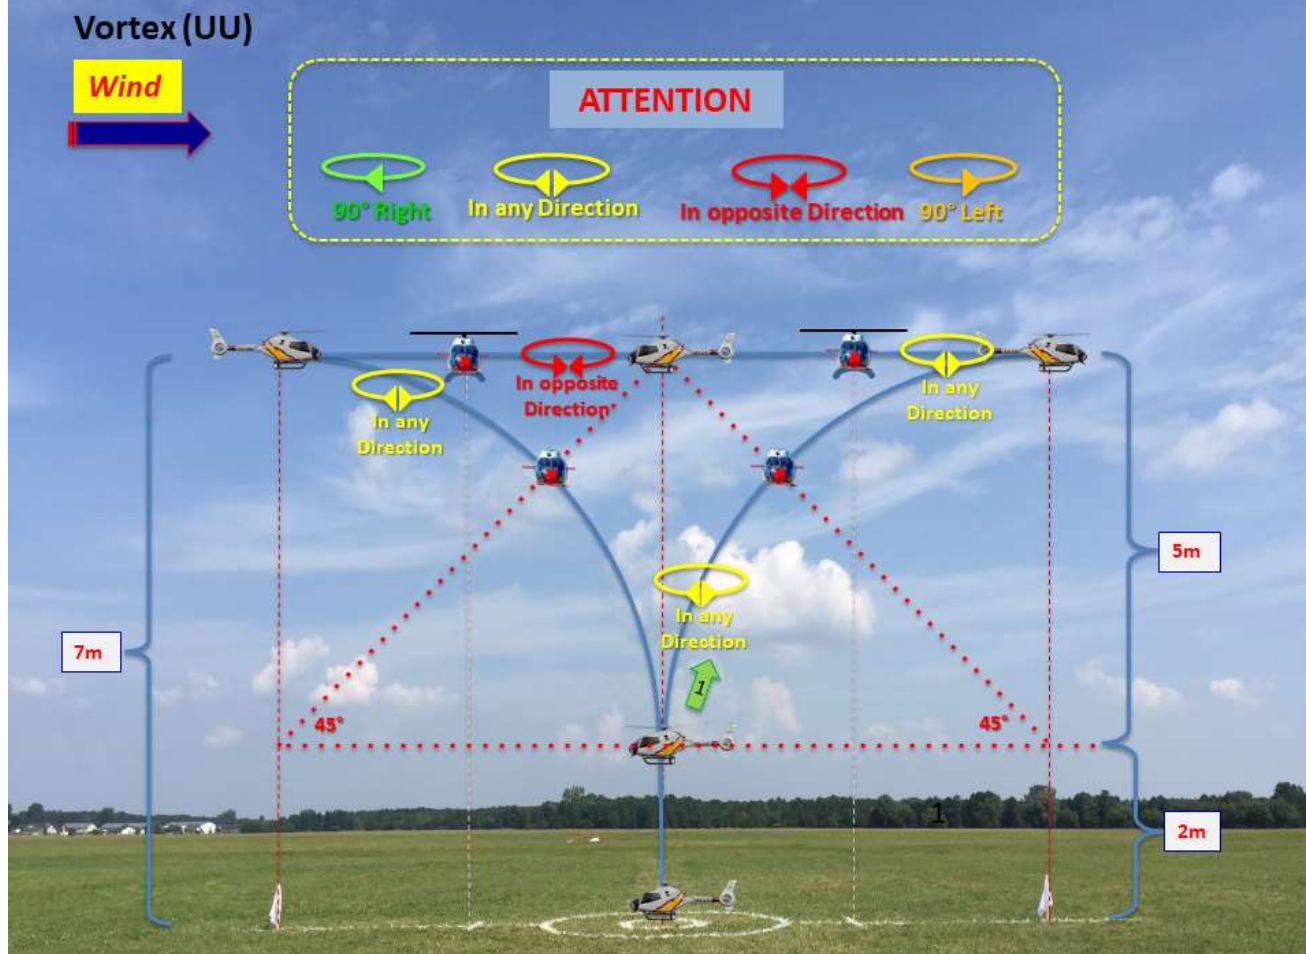 Vortex (UU)
Wind
ATTENTION
90° Right
In any Direction
In opposite Direction
90° Left
In opposite
Direction
In any
Direction
In any
Direction
5m
In any
Direction
7m
1
45°
45°
1
2m